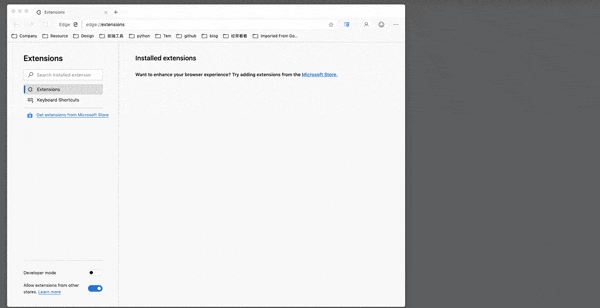 Extensions
Edge edge://extensions
Company Resource Design 前端工具 python Tem github blog 经常看看 Imported From Go...
Extensions
Search installed extension
Extensions
Keyboard Shortcuts
Get extensions from Microsoft Store
Installed extensions
Want to enhance your browser experience? Try adding extensions from the Microsoft Store.
Developer mode
Allow extensions from other
stores. Learn more